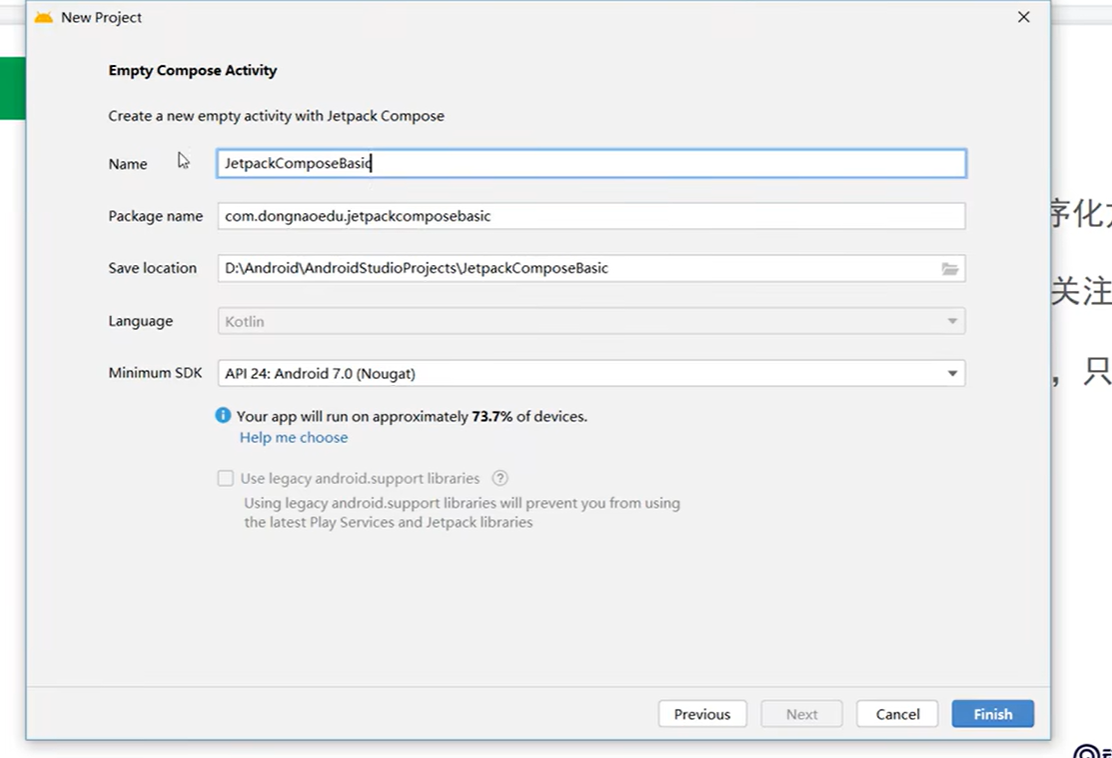 New Project
Empty Compose Activity
Create a new empty activity with Jetpack Compose
Name JetpackComposeBasic
Package name com.dongnaoedu.jetpackcomposebasic
Save location D:\Android\AndroidStudioProjects\JetpackComposeBasic
Language Kotlin
Minimum SDK API 24: Android 7.0 (Nougat)
Your app will run on approximately 73.7% of devices.
Help me choose
Use legacy android.support libraries ?
Using legacy android.support libraries will prevent you from using
the latest Play Services and Jetpack libraries
Previous Next Cancel Finish
序化
关注
，只